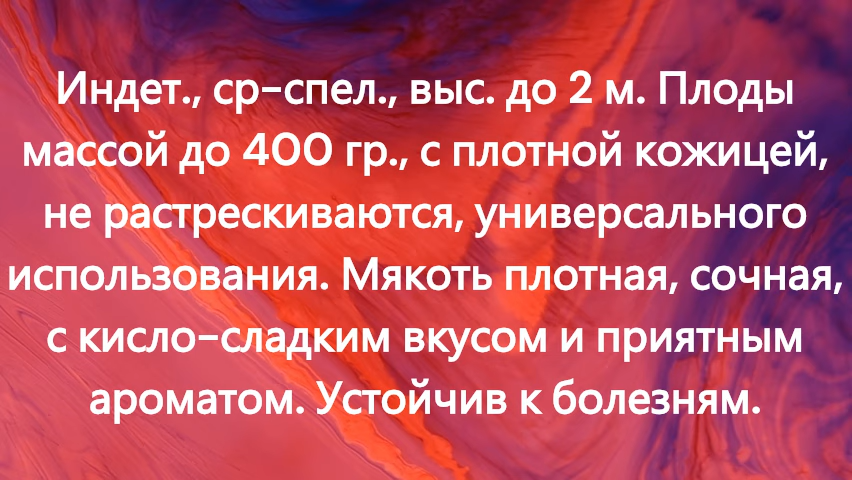 Индет., ср-спел., выс. до 2 м. Плоды
массой до 400 гр., с плотной кожицей,
не растрескиваются, универсального
использования. Мякоть плотная, сочная,
с кисло-сладким вкусом и приятным
ароматом. Устойчив к болезням.